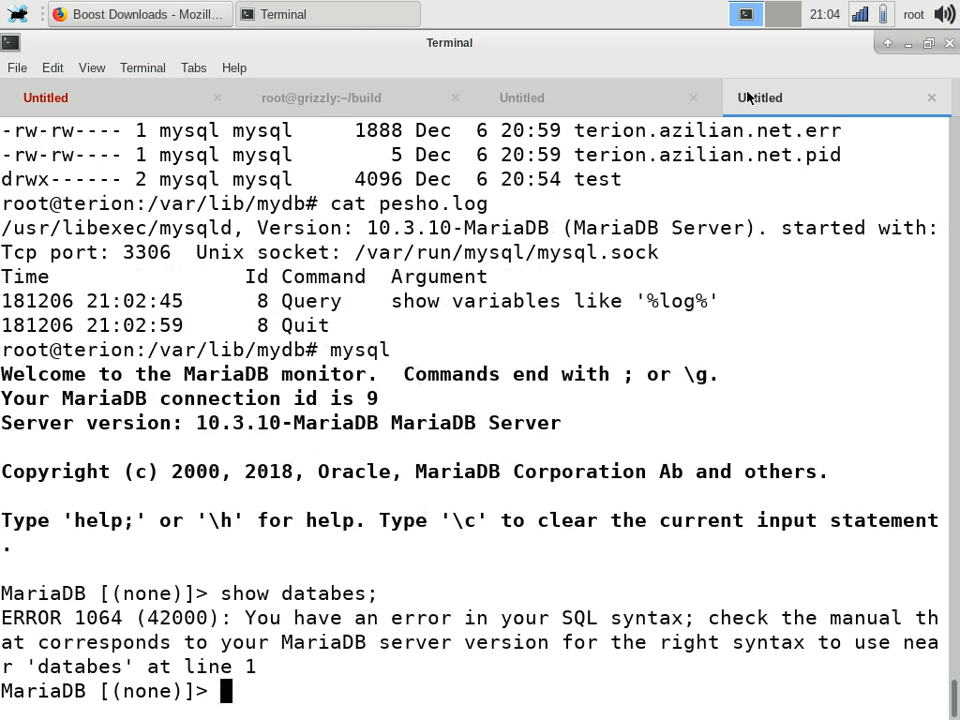 Boost Downloads - Mozill...
Terminal
21:04
root
Terminal
File Edit View Terminal Tabs Help
Untitled
root@grizzly:~/build
Untitled
Untitled
-rw-rw---- 1 mysql mysql     1888 Dec  6 20:59 terion.azilian.net.err
-rw-rw---- 1 mysql mysql        5 Dec  6 20:59 terion.azilian.net.pid
drwx------ 2 mysql mysql     4096 Dec  6 20:54 test
root@terion:/var/lib/mydb# cat pesho.log
/usr/libexec/mysqld, Version: 10.3.10-MariaDB (MariaDB Server). started with:
Tcp port: 3306  Unix socket: /var/run/mysql/mysql.sock
Time                Id Command   Argument
181206 21:02:45      8 Query    show variables like '%log%'
181206 21:02:59      8 Quit
root@terion:/var/lib/mydb# mysql
Welcome to the MariaDB monitor.  Commands end with ; or \g.
Your MariaDB connection id is 9
Server version: 10.3.10-MariaDB MariaDB Server
Copyright (c) 2000, 2018, Oracle, MariaDB Corporation Ab and others.
Type 'help;' or '\h' for help. Type '\c' to clear the current input statement
.
MariaDB [(none)]> show databes;
ERROR 1064 (42000): You have an error in your SQL syntax; check the manual th
at corresponds to your MariaDB server version for the right syntax to use nea
r 'databes' at line 1
MariaDB [(none)]>